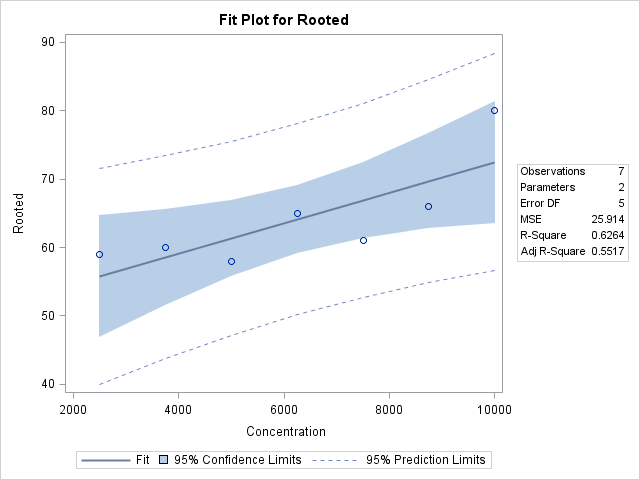 Fit Plot for Rooted
90
80
70
60
50
40
Rooted
2000 4000 6000 8000 10000
Concentration
Observations 7
Parameters 2
Error DF 5
MSE 25.914
R-Square 0.6264
Adj R-Square 0.5517
Fit 95% Confidence Limits 95% Prediction Limits